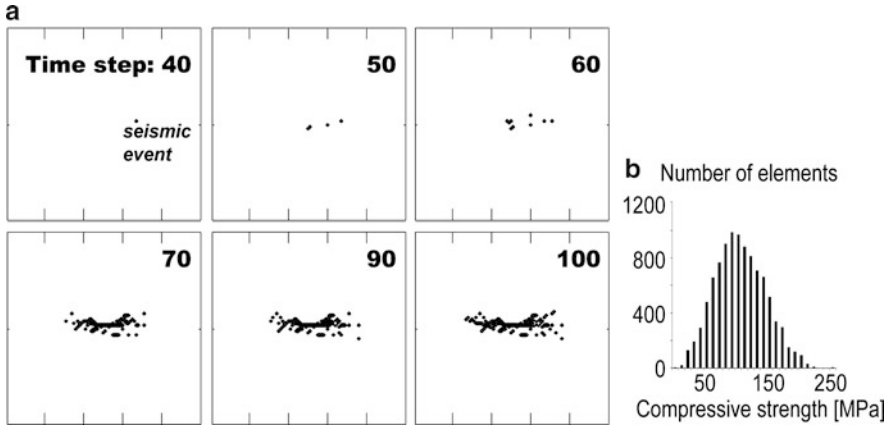 a
Time step: 40
seismic
event
50
60
70
90
100
b
Number of elements
1200
800
400
0
50
150
250
Compressive strength [MPa]